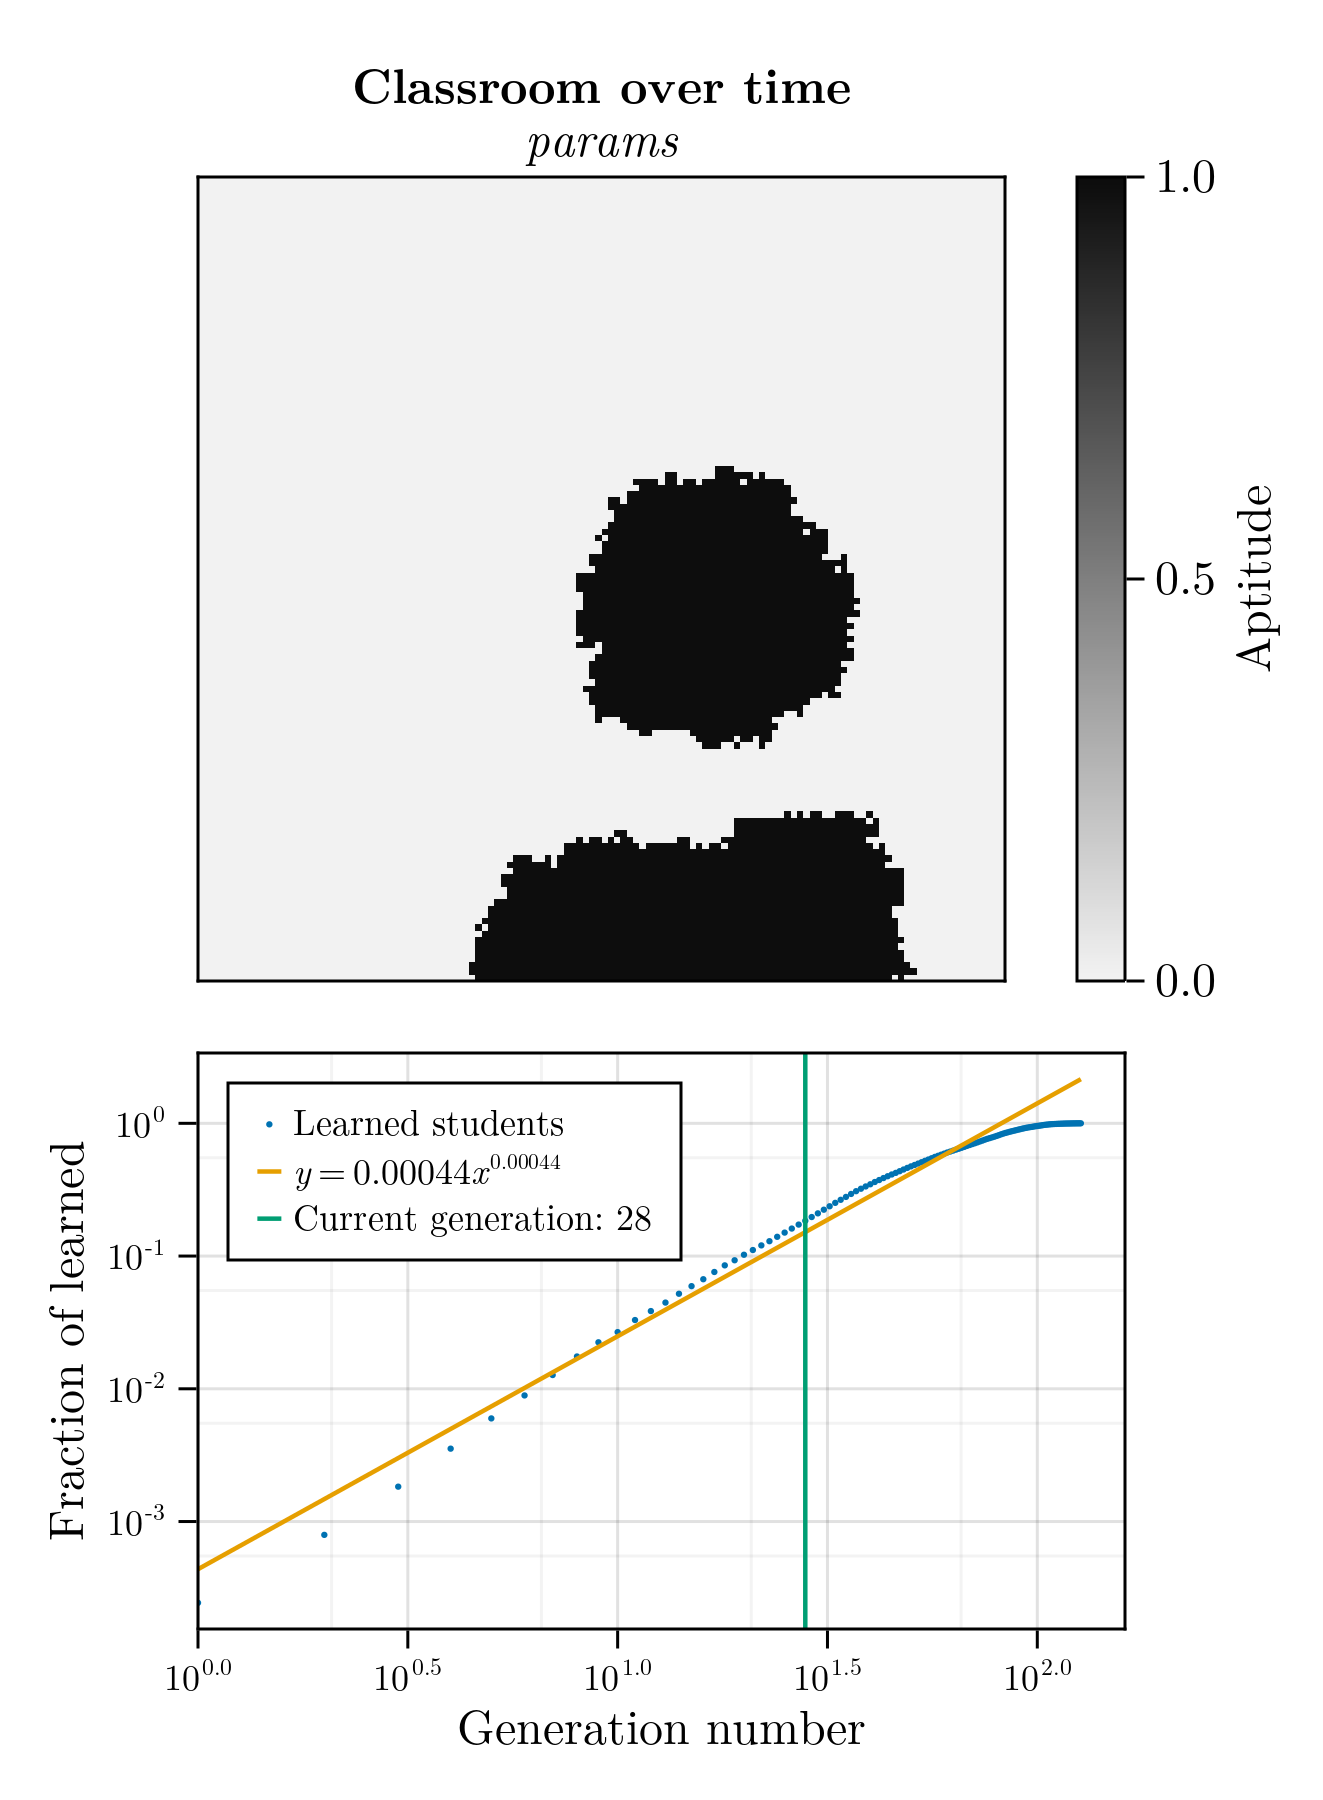 Classroom over time
params
1.0
0.5
0.0
Aptitude
Learned students
y = 0.00044x^0.00044
Current generation: 28
10^0
10^-1
10^-2
10^-3
Fraction of learned
10^0.0 10^0.5 10^1.0 10^1.5 10^2.0
Generation number